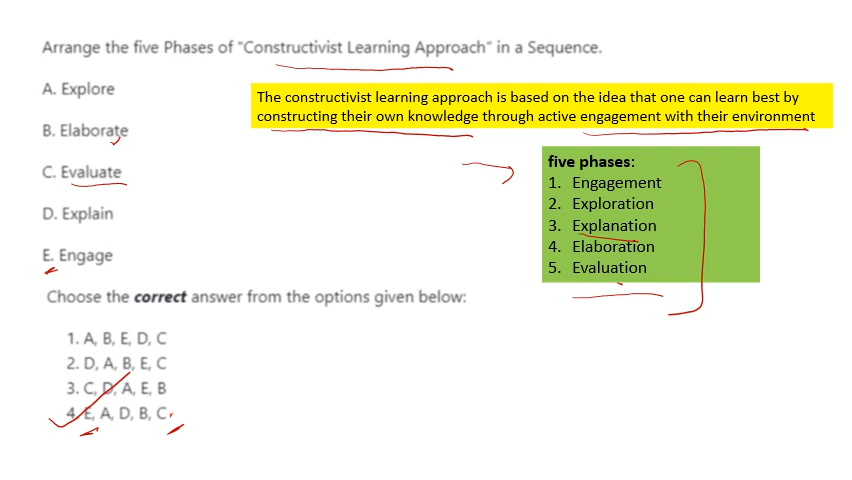 Arrange the five Phases of "Constructivist Learning Approach" in a Sequence.
A. Explore
B. Elaborate
C. Evaluate
D. Explain
E. Engage
The constructivist learning approach is based on the idea that one can learn best by
constructing their own knowledge through active engagement with their environment
five phases:
1. Engagement
2. Exploration
3. Explanation
4. Elaboration
5. Evaluation
Choose the correct answer from the options given below:
1. A, B, E, D, C
2. D, A, B, E, C
3. C, D, A, E, B
4. E, A, D, B, C